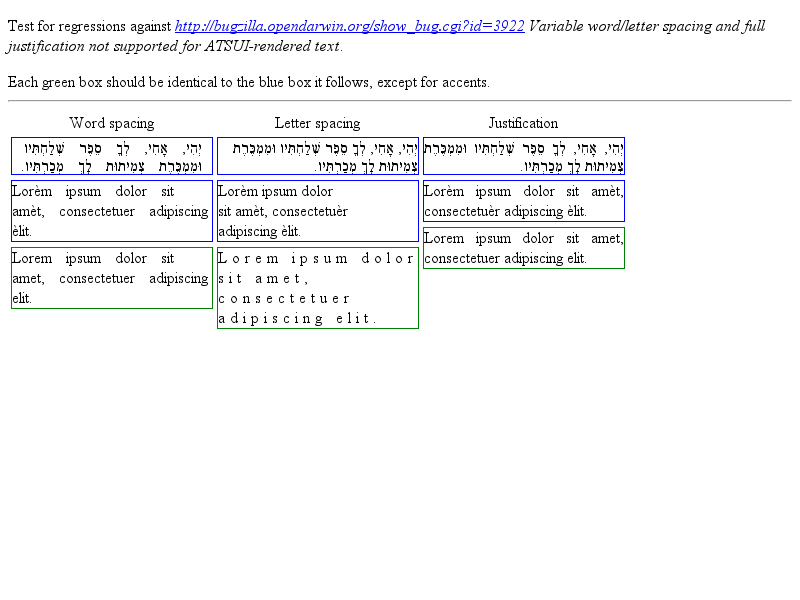 Test for regressions against http://bugzilla.opendarwin.org/show_bug.cgi?id=3922 Variable word/letter spacing and full
justification not supported for ATSUI-rendered text.
Each green box should be identical to the blue box it follows, except for accents.
Word spacing
יְהִי, אָחִי, לְךָ סֵפֶר שְׁלַחְתִּיו
וּמִמְכֶּרֶת צְמִיתוּת לָךְ מְכַרְתִּיו.
Lorèm ipsum dolor sit
amèt, consectetuer adipiscing
èlit.
Lorem ipsum dolor sit
amet, consectetuer adipiscing
elit.
Letter spacing
יְהִי, אָחִי, לְךָ סֵפֶר שְׁלַחְתִּיו וּמִמְכֶּרֶת
צְמִיתוּת לָךְ מְכַרְתִּיו.
Lorèm ipsum dolor
sit amèt, consectetuèr
adipiscing èlit.
Lorem ipsum dolor
sit amet,
consectetuer
adipiscing elit.
Justification
יְהִי, אָחִי, לְךָ סֵפֶר שְׁלַחְתִּיו וּמִמְכֶּרֶת
צְמִיתוּת לָךְ מְכַרְתִּיו.
Lorèm ipsum dolor sit amèt,
consectetuèr adipiscing èlit.
Lorem ipsum dolor sit amet,
consectetuer adipiscing elit.